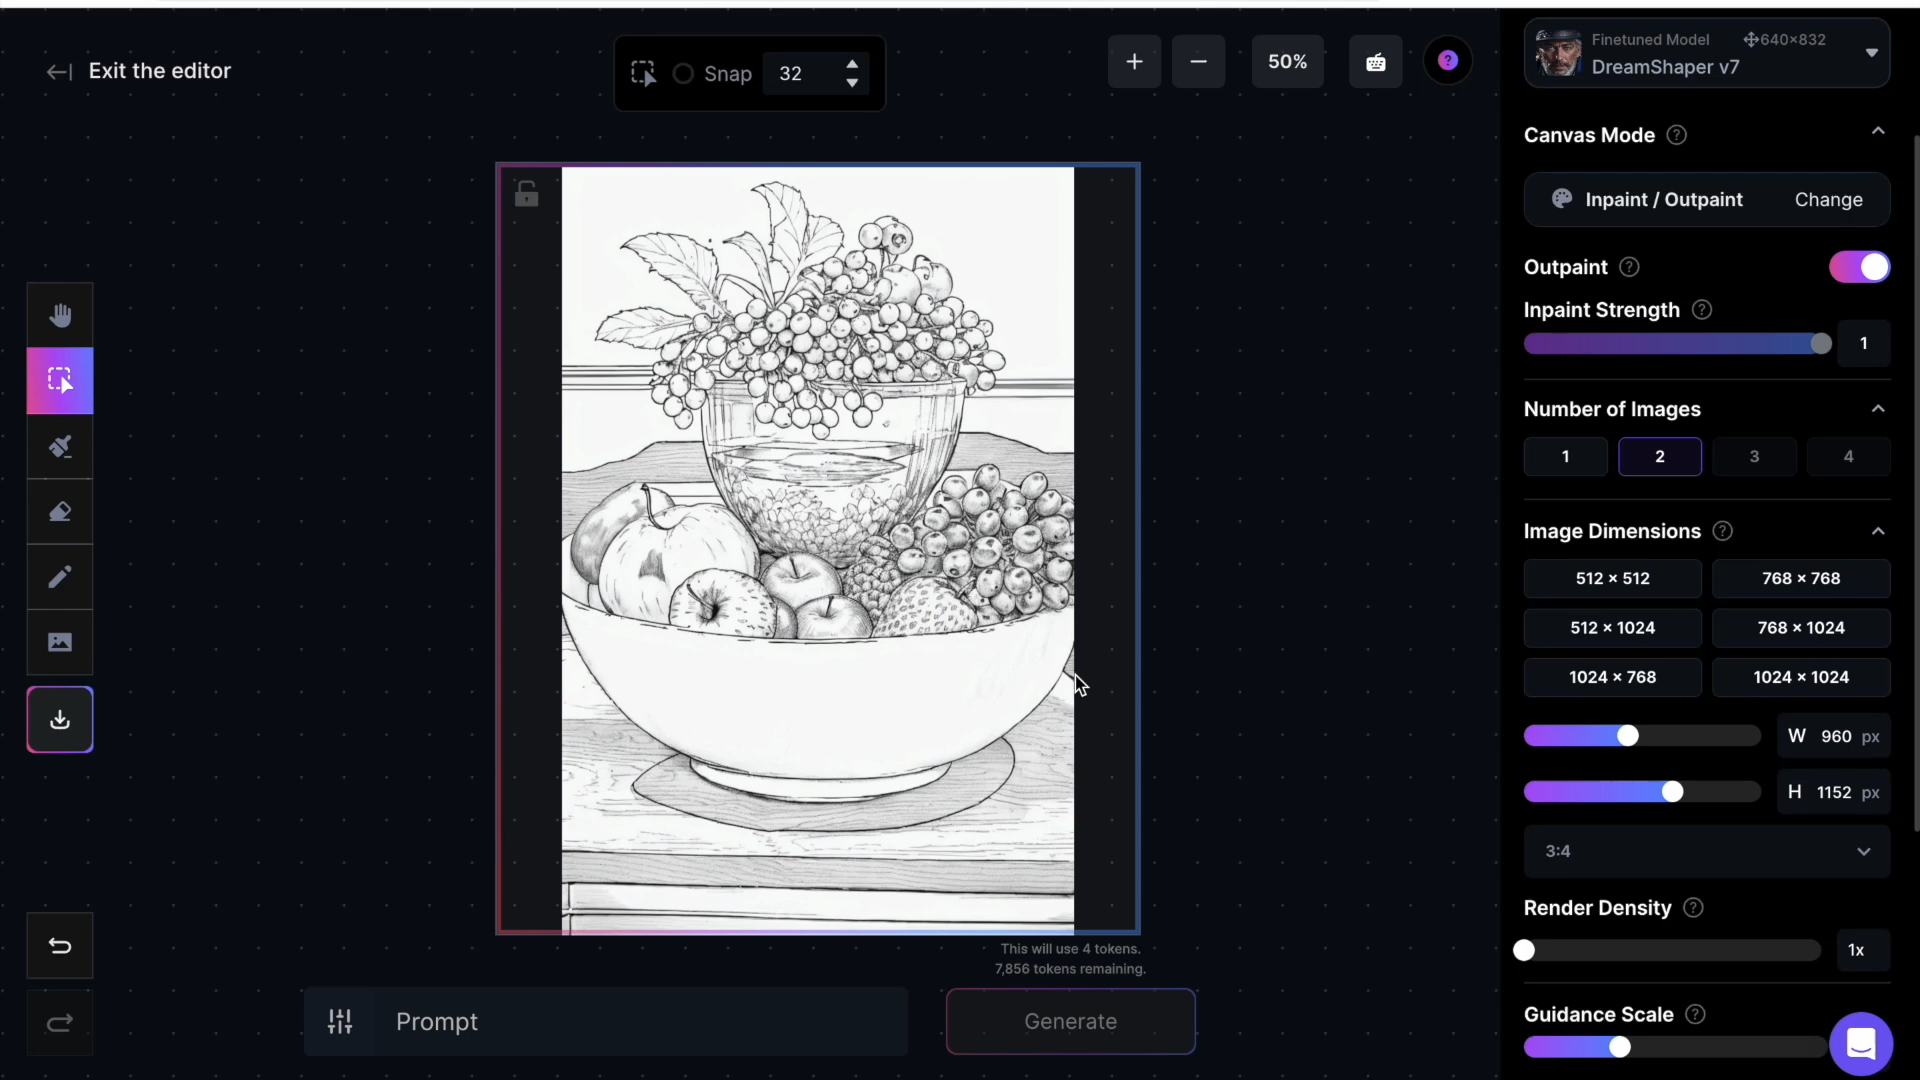 Exit the editor
Snap
32
50%
?
Finetuned Model
640×832
DreamShaper v7
Canvas Mode ?
Inpaint / Outpaint
Change
Outpaint ?
Inpaint Strength ?
1
Number of Images
1
2
3
4
Image Dimensions ?
512 × 512
768 × 768
512 × 1024
768 × 1024
1024 × 768
1024 × 1024
W 960 px
H 1152 px
3:4
Render Density ?
1x
Guidance Scale ?
This will use 4 tokens.
7,856 tokens remaining.
Prompt
Generate